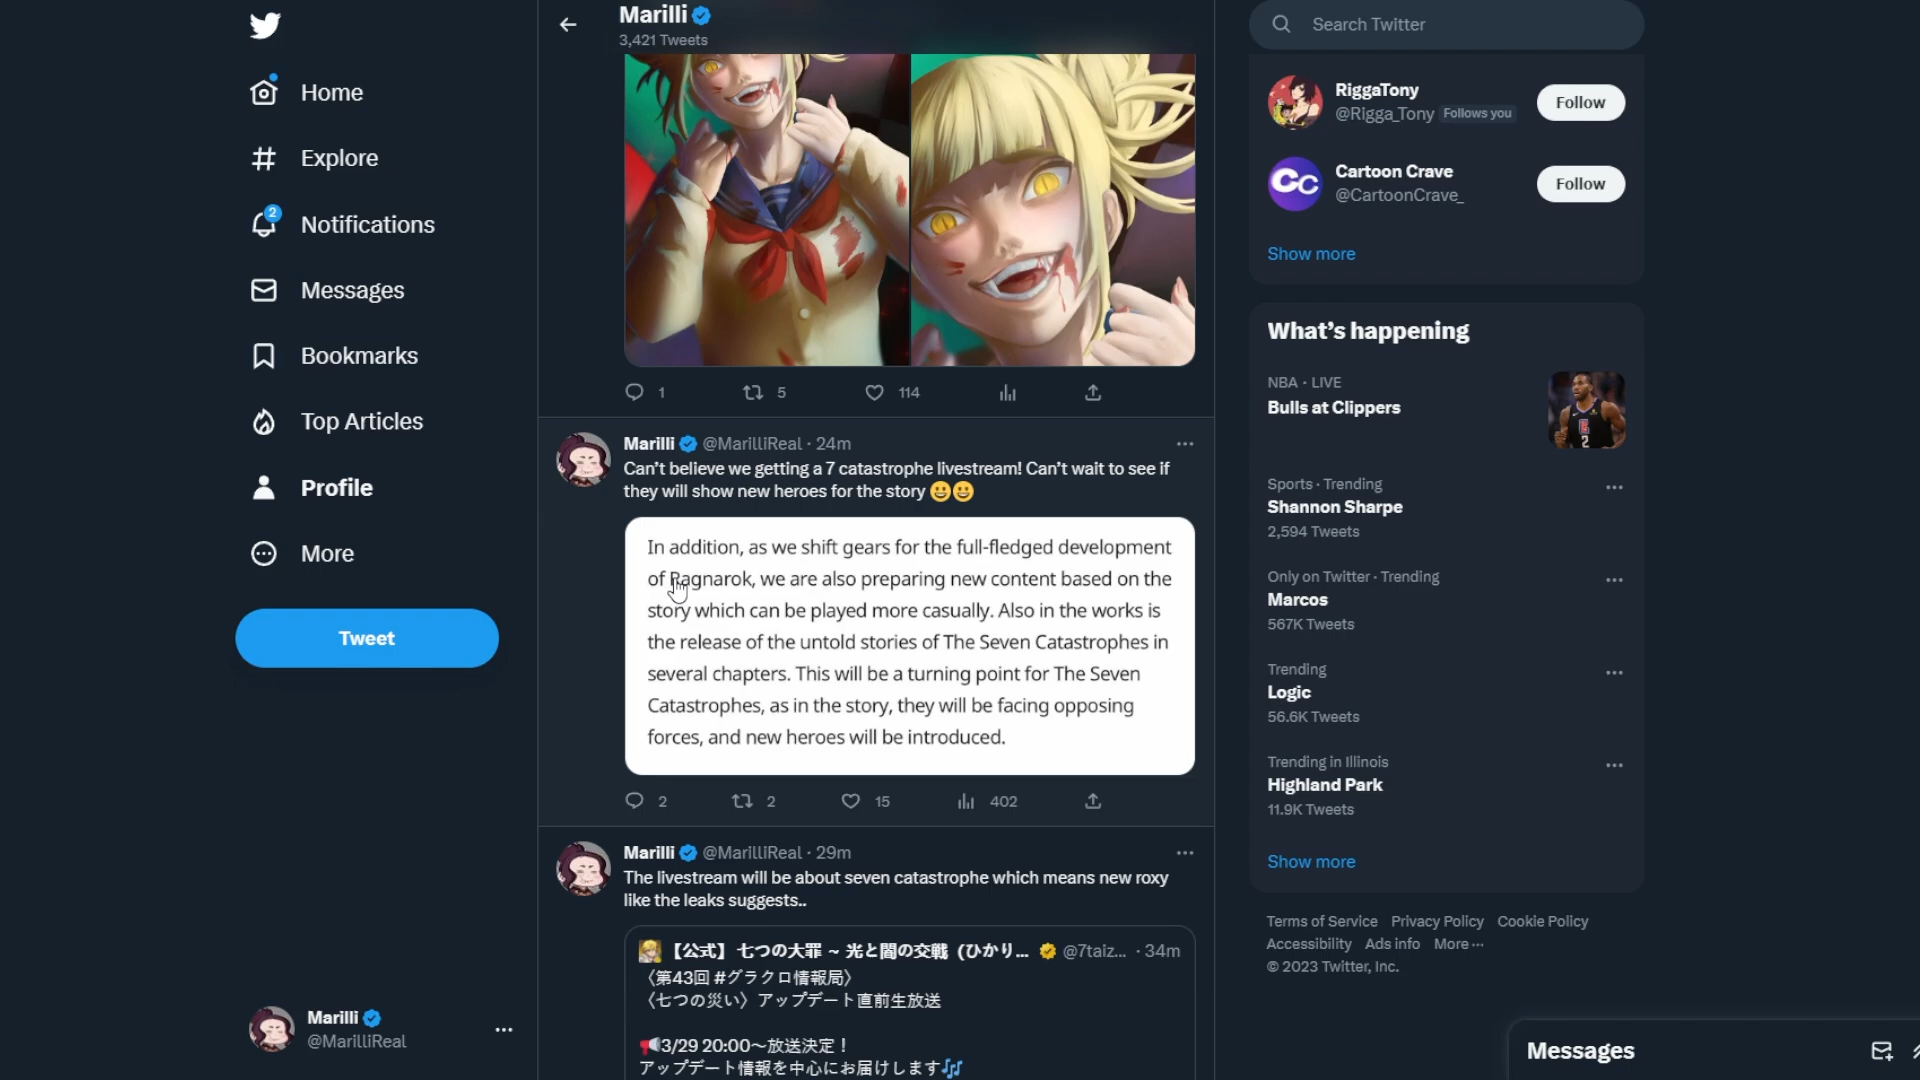 Home
Explore
2
Notifications
Messages
Bookmarks
Top Articles
Profile
More
Tweet
Marilli
@MarilliReal
Marilli
3,421 Tweets
1
5
114
Marilli @MarilliReal · 24m
Can't believe we getting a 7 catastrophe livestream! Can't wait to see if
they will show new heroes for the story 😀😀
In addition, as we shift gears for the full-fledged development
of Ragnarok, we are also preparing new content based on the
story which can be played more casually. Also in the works is
the release of the untold stories of The Seven Catastrophes in
several chapters. This will be a turning point for The Seven
Catastrophes, as in the story, they will be facing opposing
forces, and new heroes will be introduced.
2
2
15
402
Marilli @MarilliReal · 29m
The livestream will be about seven catastrophe which means new roxy
like the leaks suggests..
【公式】 七つの大罪 ~ 光と闇の交戦（ひかり... @7taiz... · 34m
〈第43回 #グラクロ情報局〉
〈七つの災い〉アップデート直前生放送
📢3/29 20:00〜放送決定！
アップデート情報を中心にお届けします🎶
Search Twitter
RiggaTony
@Rigga_Tony Follows you
Follow
CC
Cartoon Crave
@CartoonCrave_
Follow
Show more
What's happening
NBA · LIVE
Bulls at Clippers
2
Sports · Trending
Shannon Sharpe
2,594 Tweets
Only on Twitter · Trending
Marcos
567K Tweets
Trending
Logic
56.6K Tweets
Trending in Illinois
Highland Park
11.9K Tweets
Show more
Terms of Service Privacy Policy Cookie Policy
Accessibility Ads info More ···
© 2023 Twitter, Inc.
Messages